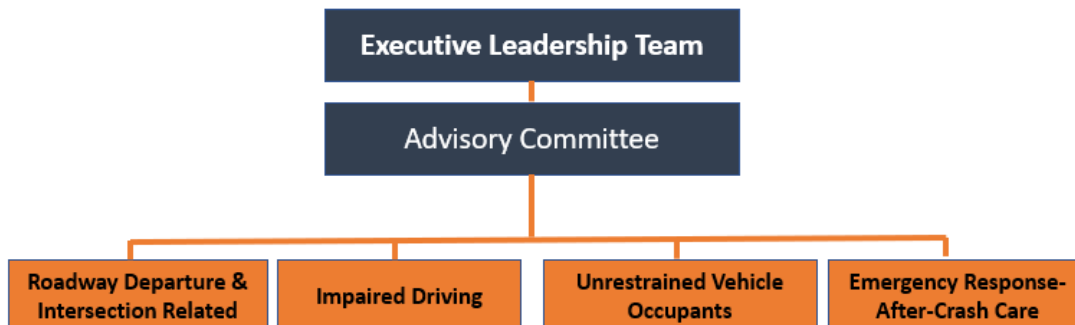 Executive Leadership Team
Advisory Committee
Roadway Departure &
Intersection Related
Impaired Driving
Unrestrained Vehicle
Occupants
Emergency Response-
After-Crash Care